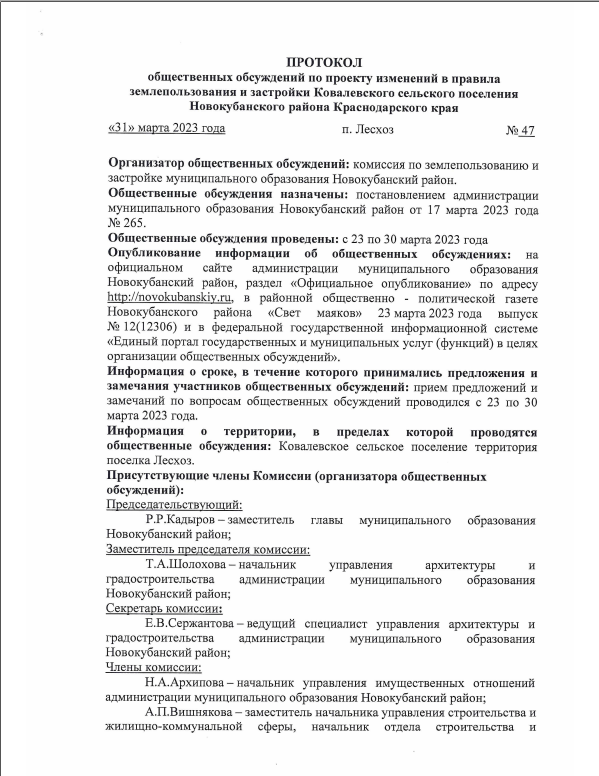 ПРОТОКОЛ
общественных обсуждений по проекту изменений в правила
землепользования и застройки Ковалевского сельского поселения
Новокубанского района Краснодарского края
«31» марта 2023 года п. Лесхоз № 47
Организатор общественных обсуждений: комиссия по землепользованию и
застройке муниципального образования Новокубанский район.
Общественные обсуждения назначены: постановлением администрации
муниципального образования Новокубанский район от 17 марта 2023 года
№ 265.
Общественные обсуждения проведены: с 23 по 30 марта 2023 года
Опубликование информации об общественных обсуждениях: на
официальном сайте администрации муниципального образования
Новокубанский район, раздел «Официальное опубликование» по адресу
http://novokubanskiy.ru, в районной общественно - политической газете
Новокубанского района «Свет маяков» 23 марта 2023 года выпуск
№ 12(12306) и в федеральной государственной информационной системе
«Единый портал государственных и муниципальных услуг (функций) в целях
организации общественных обсуждений».
Информация о сроке, в течение которого принимались предложения и
замечания участников общественных обсуждений: прием предложений и
замечаний по вопросам общественных обсуждений проводился с 23 по 30
марта 2023 года.
Информация о территории, в пределах которой проводятся
общественные обсуждения: Ковалевское сельское поселение территория
поселка Лесхоз.
Присутствующие члены Комиссии (организатора общественных
обсуждений):
Председательствующий:
Р.Р.Кадыров – заместитель главы муниципального образования
Новокубанский район;
Заместитель председателя комиссии:
Т.А.Шолохова – начальник управления архитектуры и
градостроительства администрации муниципального образования
Новокубанский район;
Секретарь комиссии:
Е.В.Сержантова – ведущий специалист управления архитектуры и
градостроительства администрации муниципального образования
Новокубанский район;
Члены комиссии:
Н.А.Архипова – начальник управления имущественных отношений
администрации муниципального образования Новокубанский район;
А.П.Вишнякова – заместитель начальника управления строительства и
жилищно-коммунальной сферы, начальник отдела строительства и